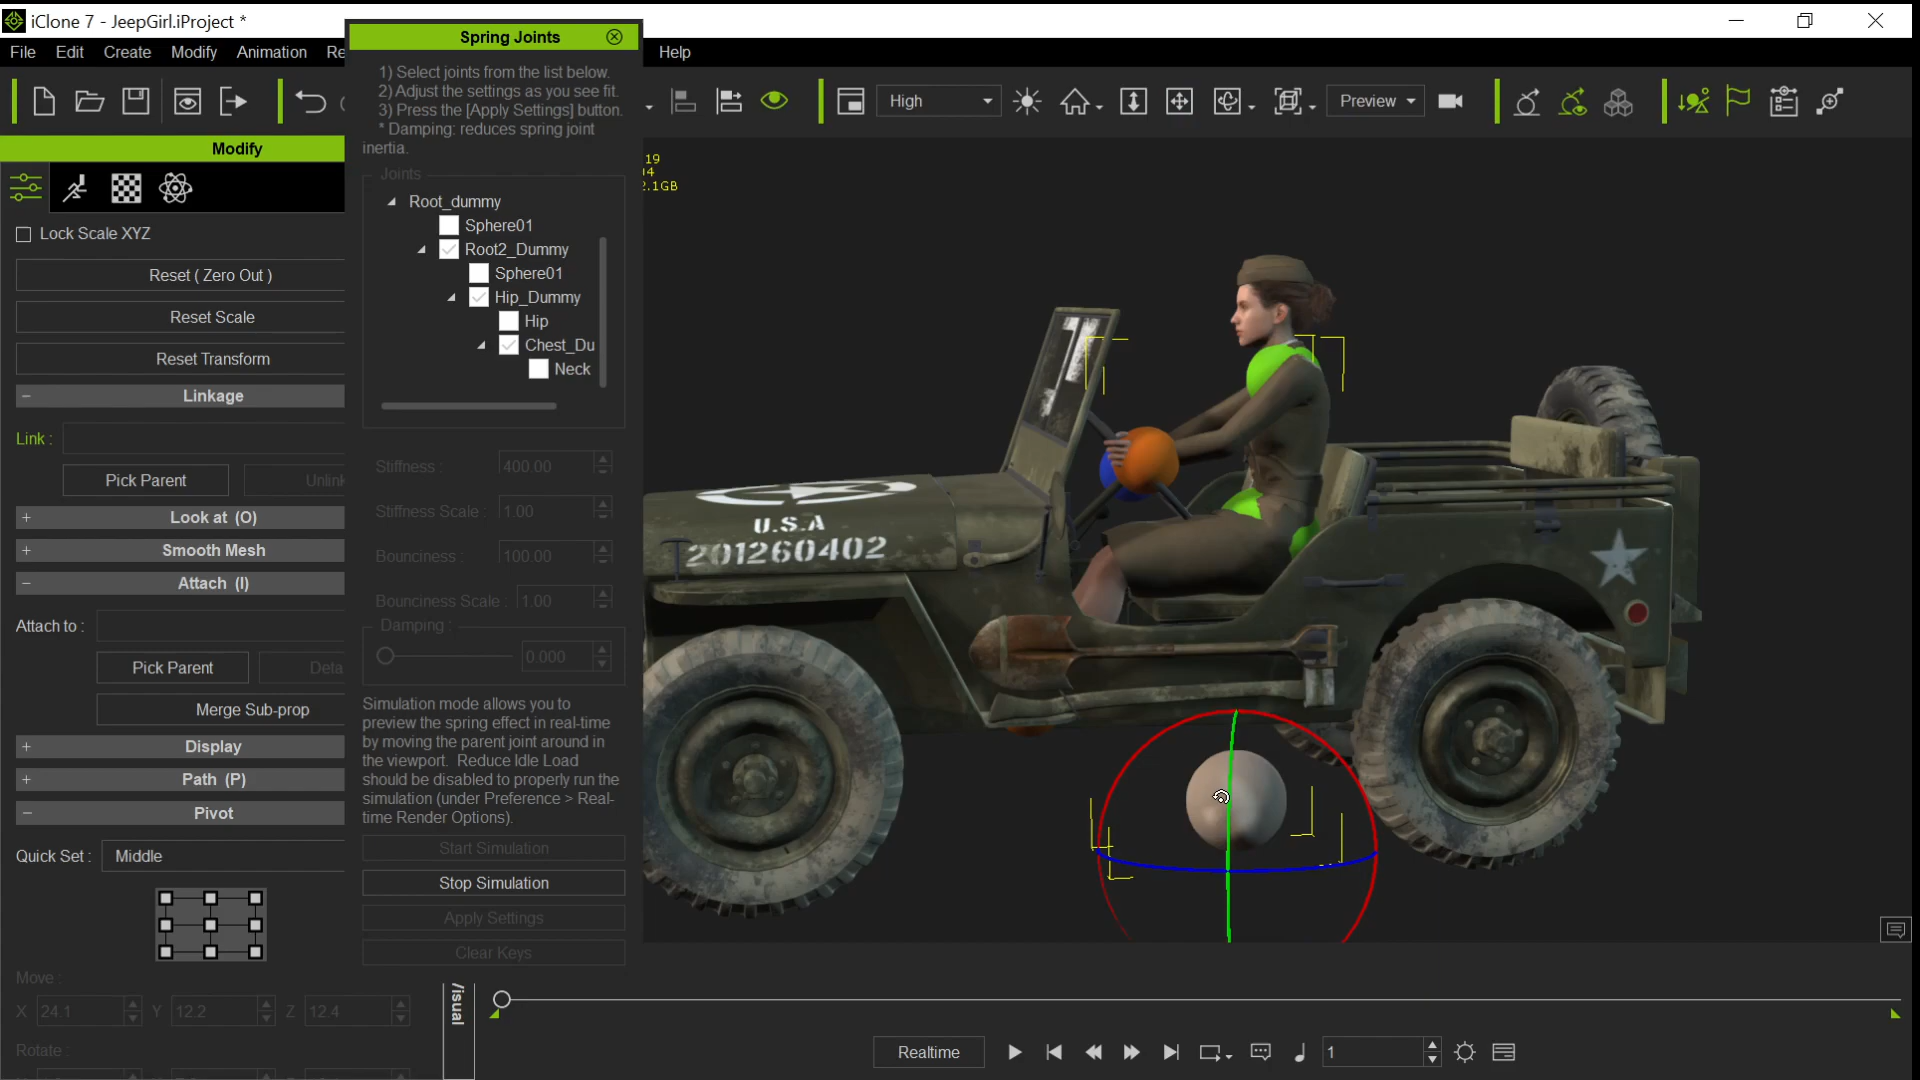 iClone 7 - JeepGirl.iProject *
File Edit Create Modify Animation Re Help
Spring Joints
1) Select joints from the list below.
2) Adjust the settings as you see fit.
3) Press the [Apply Settings] button.
* Damping: reduces spring joint
inertia.
High
Preview
Modify
Lock Scale XYZ
Reset ( Zero Out )
Reset Scale
Reset Transform
Linkage
Link :
Pick Parent
Unlink
Look at (O)
Smooth Mesh
Attach (I)
Attach to :
Pick Parent
Deta
Merge Sub-prop
Display
Path (P)
Pivot
Quick Set : Middle
Move :
X 24.1 Y 12.2 Z 12.4
Rotate :
Joints
Root_dummy
Sphere01
Root2_Dummy
Sphere01
Hip_Dummy
Hip
Chest_Du
Neck
Stiffness : 400.00
Stiffness Scale : 1.00
Bounciness : 100.00
Bounciness Scale : 1.00
Damping :
0.000
Simulation mode allows you to
preview the spring effect in real-time
by moving the parent joint around in
the viewport. Reduce Idle Load
should be disabled to properly run the
simulation (under Preference > Real-
time Render Options).
Start Simulation
Stop Simulation
Apply Settings
Clear Keys
19
2.1GB
U.S.A
201260402
Realtime
1